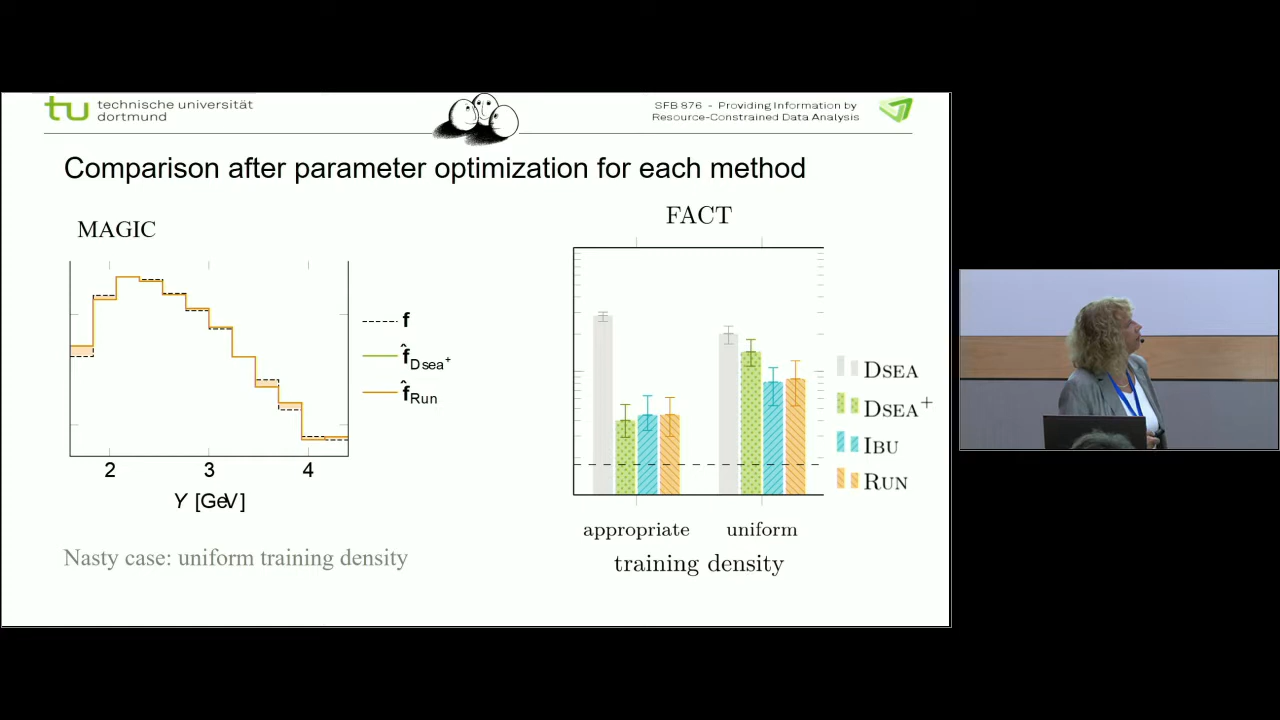 technische universität
dortmund
SFB 876 - Providing Information by
Resource-Constrained Data Analysis
Comparison after parameter optimization for each method
MAGIC
f
f̂Dsea+
f̂Run
2 3 4
Y [GeV]
Nasty case: uniform training density
FACT
DSEA
DSEA+
IBU
RUN
appropriate uniform
training density